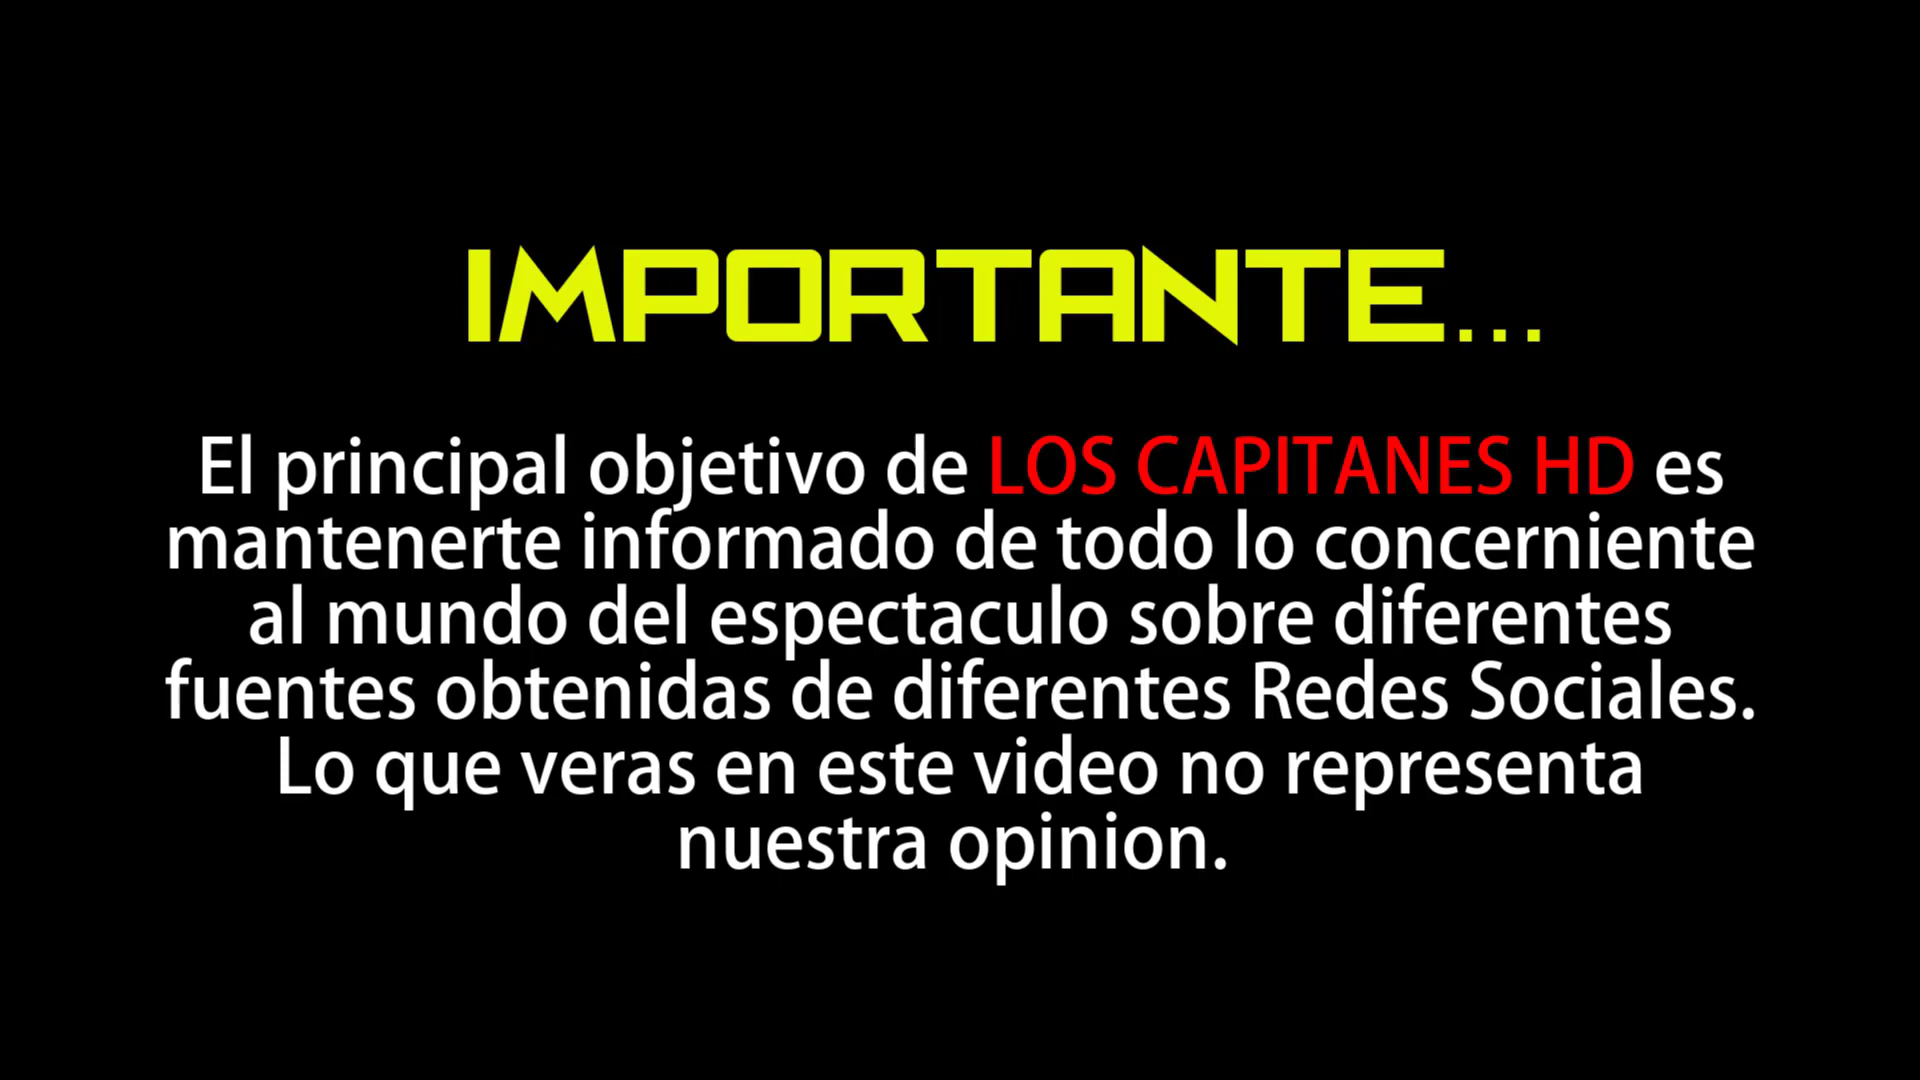 IMPORTANTE...
El principal objetivo de LOS CAPITANES HD es
mantenerte informado de todo lo concerniente
al mundo del espectaculo sobre diferentes
fuentes obtenidas de diferentes Redes Sociales.
Lo que veras en este video no representa
nuestra opinion.